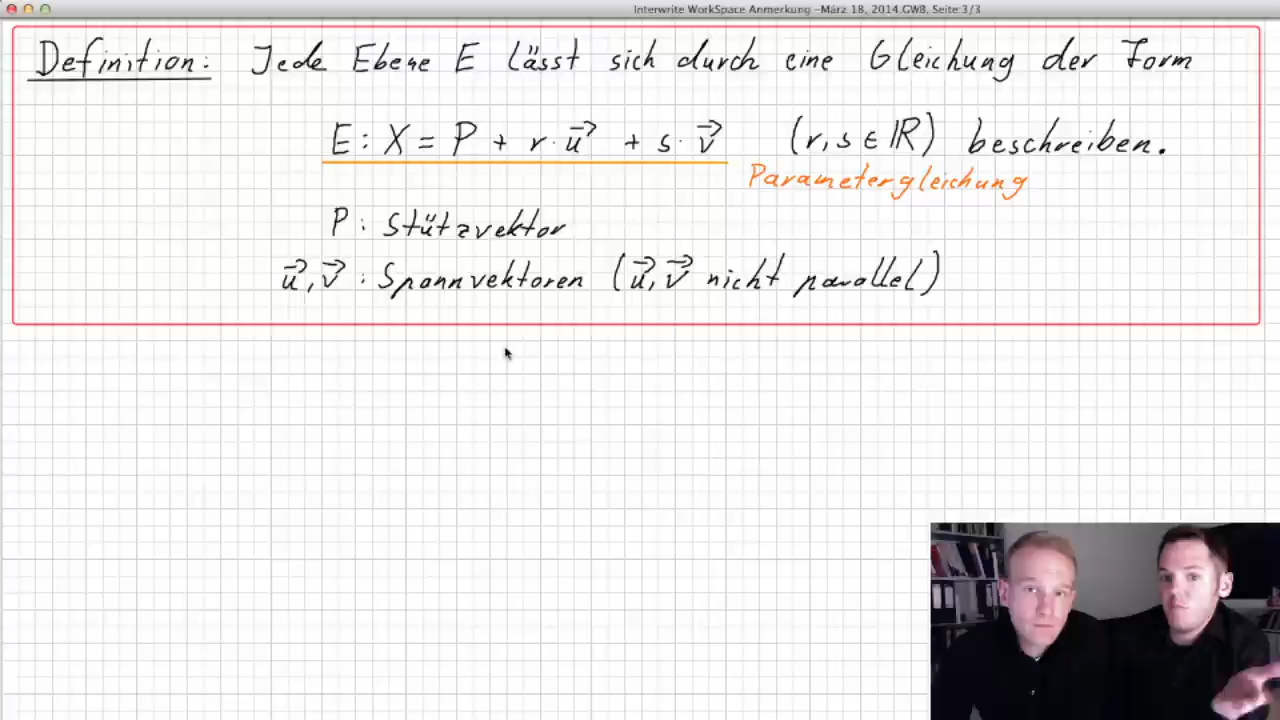 Interwrite WorkSpace Anmerkung –März 18, 2014.GWB, Seite:3/3
Definition: Jede Ebene E lässt sich durch eine Gleichung der Form
E: X = P + r·u⃗ + s·v⃗ (r,s ∈ ℝ) beschreiben.
Parametergleichung
P: Stützvektor
u⃗, v⃗ : Spannvektoren (u⃗, v⃗ nicht parallel)